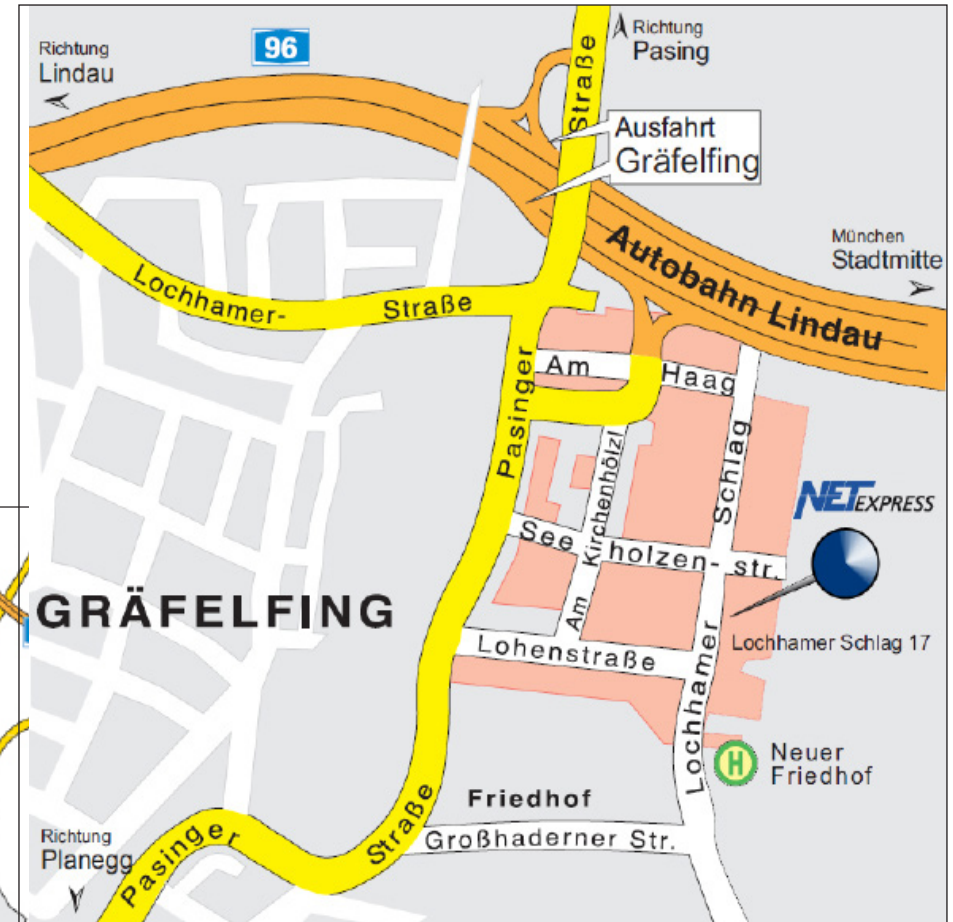 Richtung
Lindau
96
Richtung
Pasing
Straße
Ausfahrt
Gräfelfing
München
Stadtmitte
Autobahn Lindau
Lochhamer- Straße
Am Haag
Pasinger
Schlag
Am Kirchenhölzl
NETEXPRESS
See holzen- str.
GRÄFELFING
Lohenstraße
Lochhamer
Lochhamer Schlag 17
H
Neuer
Friedhof
Friedhof
Großhaderner Str.
Richtung
Planegg
Pasinger Straße